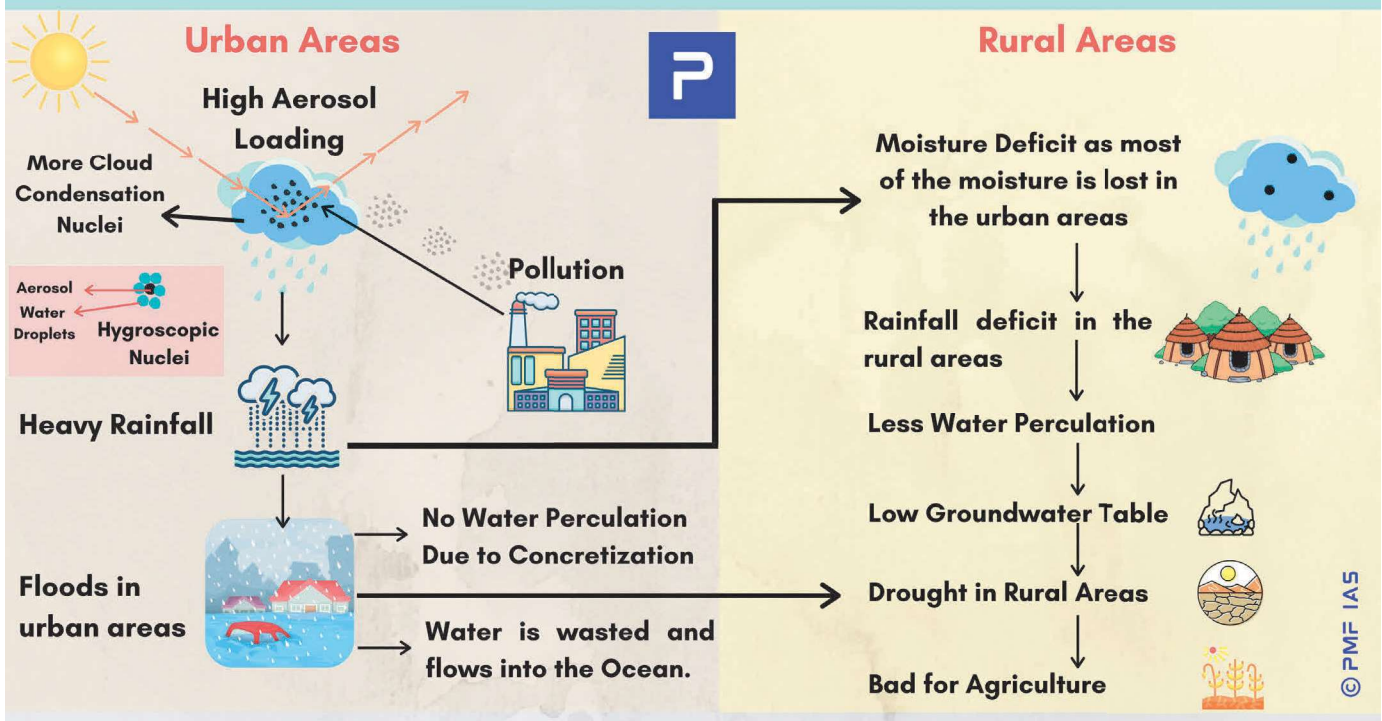 Urban Areas
High Aerosol
Loading
More Cloud
Condensation
Nuclei
Aerosol
Water
Droplets
Hygroscopic
Nuclei
Pollution
Heavy Rainfall
Floods in
urban areas
No Water Perculation
Due to Concretization
Water is wasted and
flows into the Ocean.
P
Rural Areas
Moisture Deficit as most
of the moisture is lost in
the urban areas
Rainfall deficit in the
rural areas
Less Water Perculation
Low Groundwater Table
Drought in Rural Areas
Bad for Agriculture
© PMF IAS